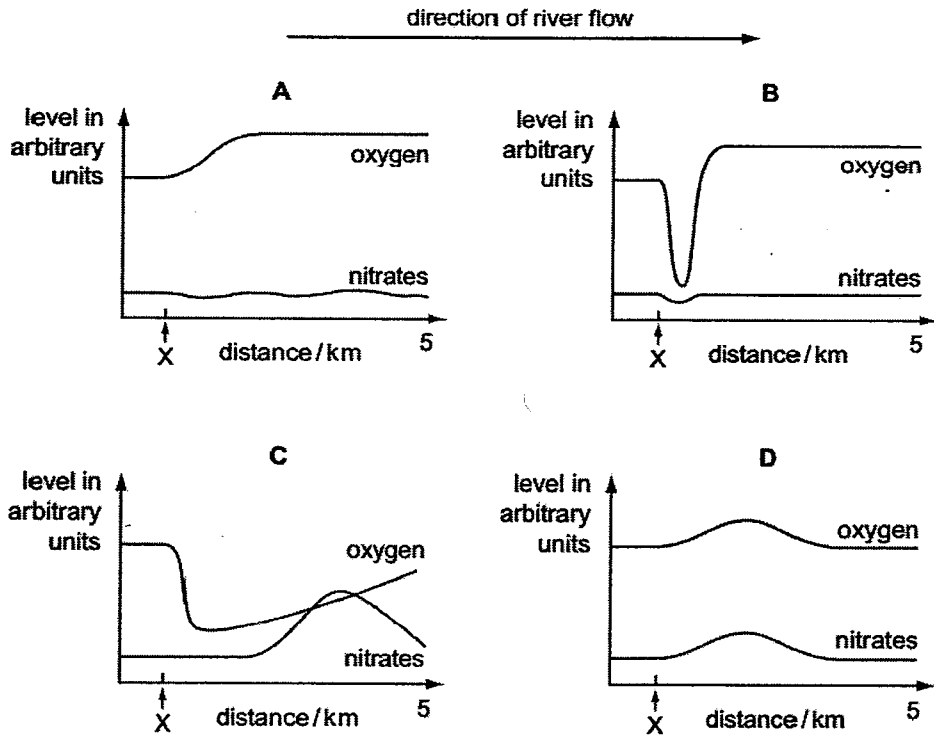 direction of river flow
A
level in
arbitrary
units
oxygen
nitrates
X
distance / km
5
B
level in
arbitrary
units
oxygen
nitrates
X
distance / km
5
C
level in
arbitrary
units
oxygen
nitrates
X
distance / km
5
D
level in
arbitrary
units
oxygen
nitrates
X
distance / km
5